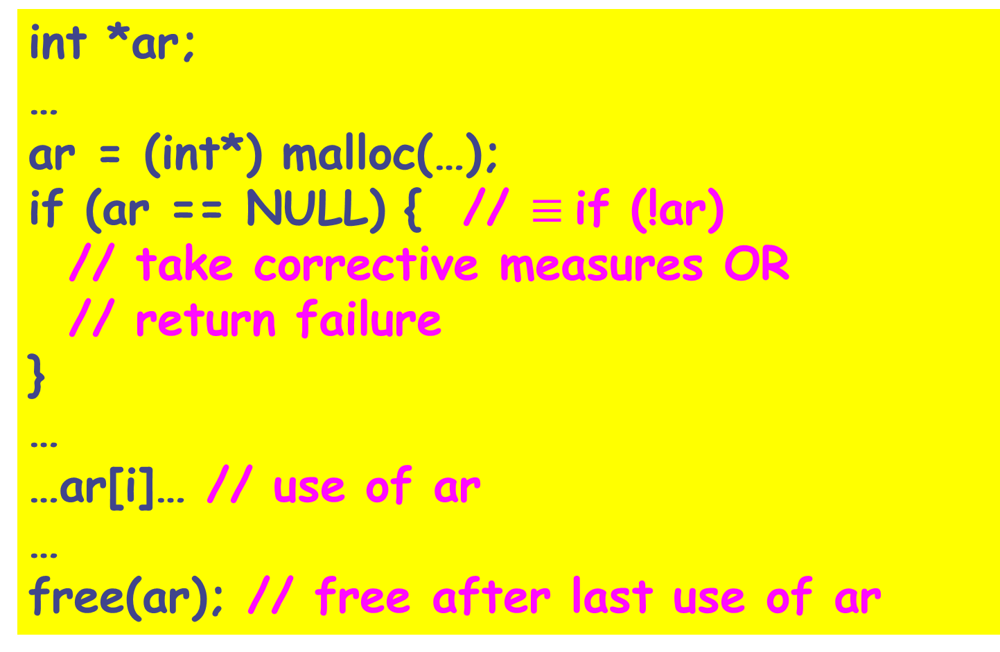 int *ar;
…
ar = (int*) malloc(…);
if (ar == NULL) { // ≡ if (!ar)
// take corrective measures OR
// return failure
}
…
…ar[i]… // use of ar
…
free(ar); // free after last use of ar